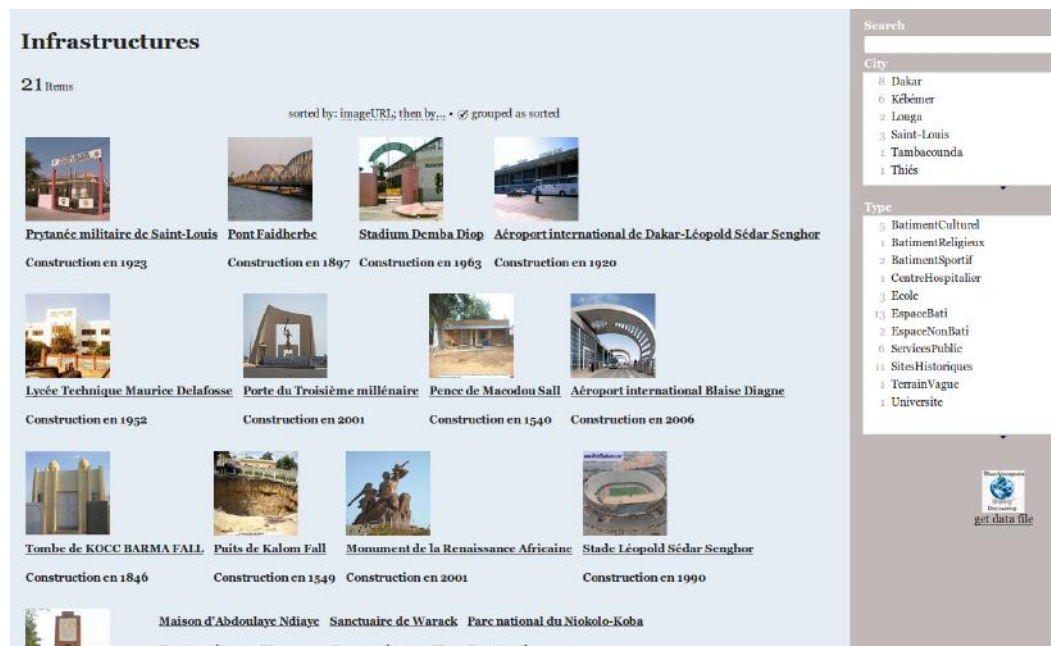 Infrastructures
21 Items
sorted by: imageURL; then by... • grouped as sorted
Prytanée militaire de Saint-Louis Pont Faidherbe Stadium Demba Diop Aéroport international de Dakar-Léopold Sédar Senghor
Construction en 1923 Construction en 1897 Construction en 1963 Construction en 1920
Lycée Technique Maurice Delafosse Porte du Troisième millénaire Pence de Macodou Sall Aéroport international Blaise Diagne
Construction en 1952 Construction en 2001 Construction en 1540 Construction en 2006
Tombe de KOCC BARMA FALL Puits de Kalom Fall Monument de la Renaissance Africaine Stade Léopold Sédar Senghor
Construction en 1846 Construction en 1549 Construction en 2001 Construction en 1990
Maison d'Abdoulaye Ndiaye Sanctuaire de Warack Parc national du Niokolo-Koba
Search
City
8 Dakar
6 Kébémer
2 Louga
3 Saint-Louis
1 Tambacounda
1 Thiés
Type
5 BatimentCulturel
1 BatimentReligieux
2 BatimentSportif
1 CentreHospitalier
3 Ecole
13 EspaceBati
2 EspaceNonBati
6 ServicesPublic
11 SitesHistoriques
1 TerrainVague
1 Universite
Sharing
Discovering
get data file